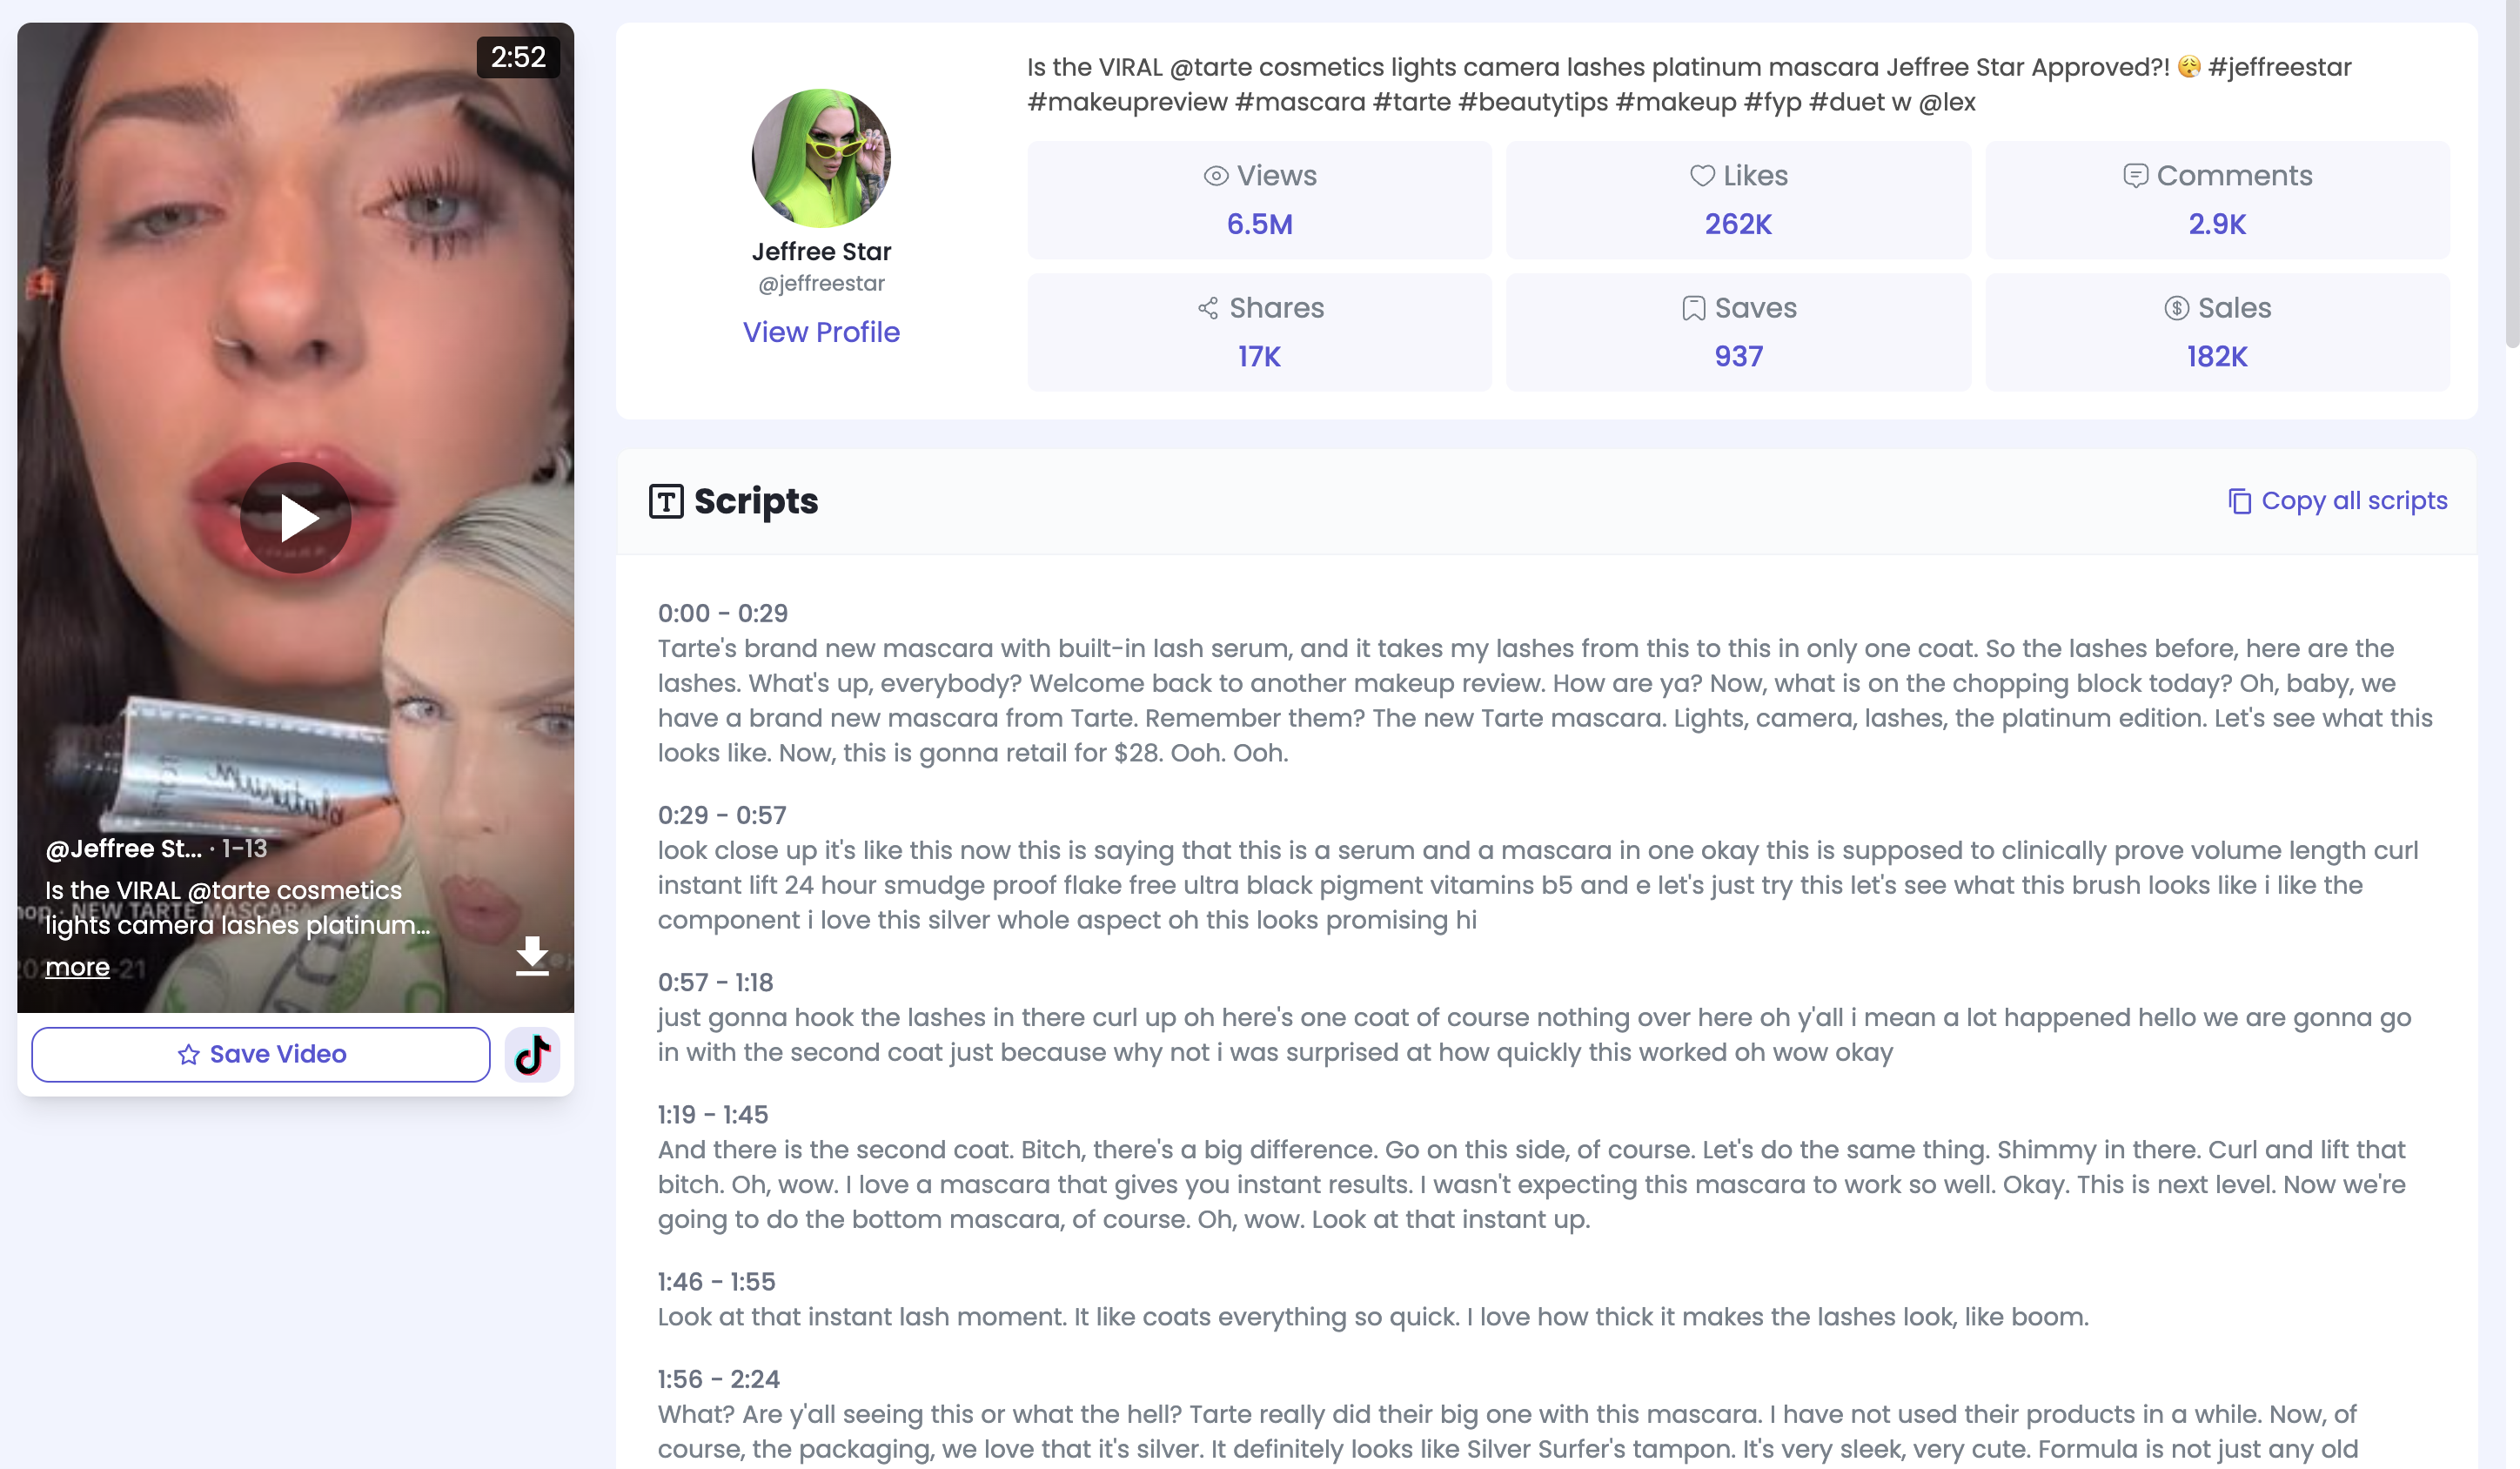 2:52
@Jeffree St... · 1-13
Is the VIRAL @tarte cosmetics
lights camera lashes platinum...
more
NEW TARTE MASCARA
-21
Save Video
Jeffree Star
@jeffreestar
View Profile
Is the VIRAL @tarte cosmetics lights camera lashes platinum mascara Jeffree Star Approved?! 😮‍💨 #jeffreestar
#makeupreview #mascara #tarte #beautytips #makeup #fyp #duet w @lex
Views
6.5M
Likes
262K
Comments
2.9K
Shares
17K
Saves
937
Sales
182K
Scripts
Copy all scripts
0:00 - 0:29
Tarte's brand new mascara with built-in lash serum, and it takes my lashes from this to this in only one coat. So the lashes before, here are the
lashes. What's up, everybody? Welcome back to another makeup review. How are ya? Now, what is on the chopping block today? Oh, baby, we
have a brand new mascara from Tarte. Remember them? The new Tarte mascara. Lights, camera, lashes, the platinum edition. Let's see what this
looks like. Now, this is gonna retail for $28. Ooh. Ooh.
0:29 - 0:57
look close up it's like this now this is saying that this is a serum and a mascara in one okay this is supposed to clinically prove volume length curl
instant lift 24 hour smudge proof flake free ultra black pigment vitamins b5 and e let's just try this let's see what this brush looks like i like the
component i love this silver whole aspect oh this looks promising hi
0:57 - 1:18
just gonna hook the lashes in there curl up oh here's one coat of course nothing over here oh y'all i mean a lot happened hello we are gonna go
in with the second coat just because why not i was surprised at how quickly this worked oh wow okay
1:19 - 1:45
And there is the second coat. Bitch, there's a big difference. Go on this side, of course. Let's do the same thing. Shimmy in there. Curl and lift that
bitch. Oh, wow. I love a mascara that gives you instant results. I wasn't expecting this mascara to work so well. Okay. This is next level. Now we're
going to do the bottom mascara, of course. Oh, wow. Look at that instant up.
1:46 - 1:55
Look at that instant lash moment. It like coats everything so quick. I love how thick it makes the lashes look, like boom.
1:56 - 2:24
What? Are y'all seeing this or what the hell? Tarte really did their big one with this mascara. I have not used their products in a while. Now, of
course, the packaging, we love that it's silver. It definitely looks like Silver Surfer's tampon. It's very sleek, very cute. Formula is not just any old